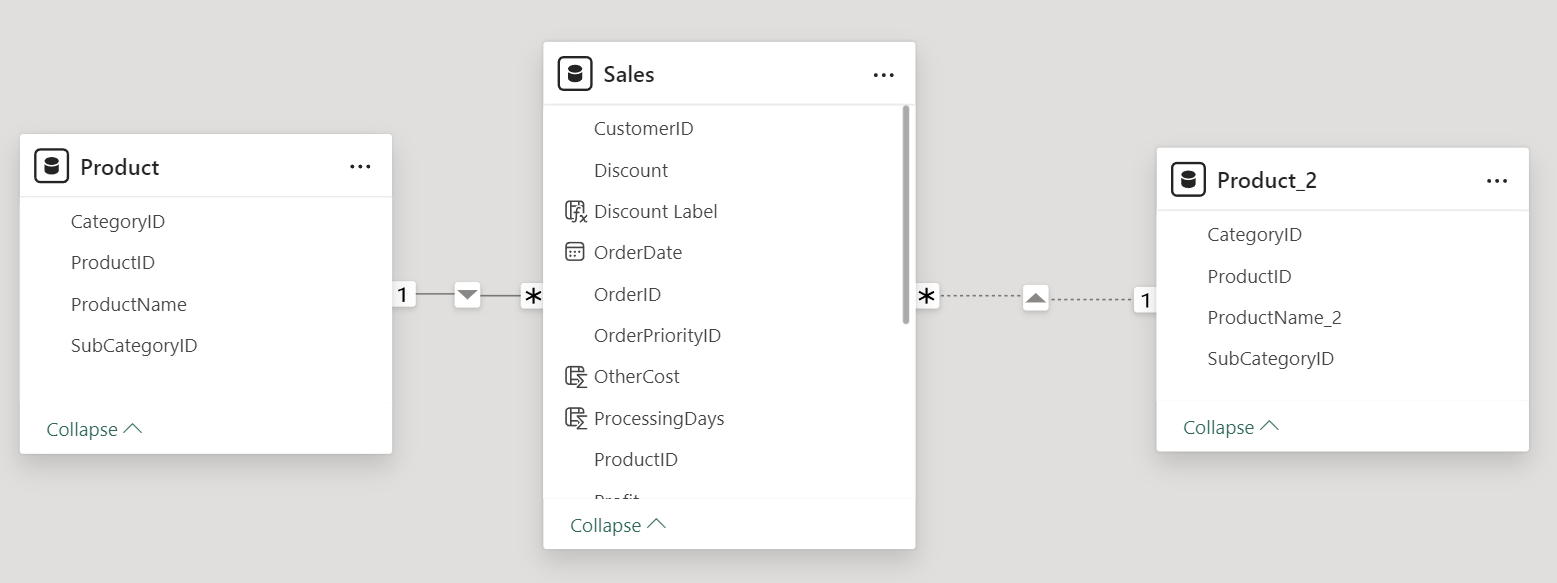 Product
CategoryID
ProductID
ProductName
SubCategoryID
Collapse
1
*
Sales
CustomerID
Discount
Discount Label
OrderDate
OrderID
OrderPriorityID
OtherCost
ProcessingDays
ProductID
Profit
Collapse
*
1
Product_2
CategoryID
ProductID
ProductName_2
SubCategoryID
Collapse